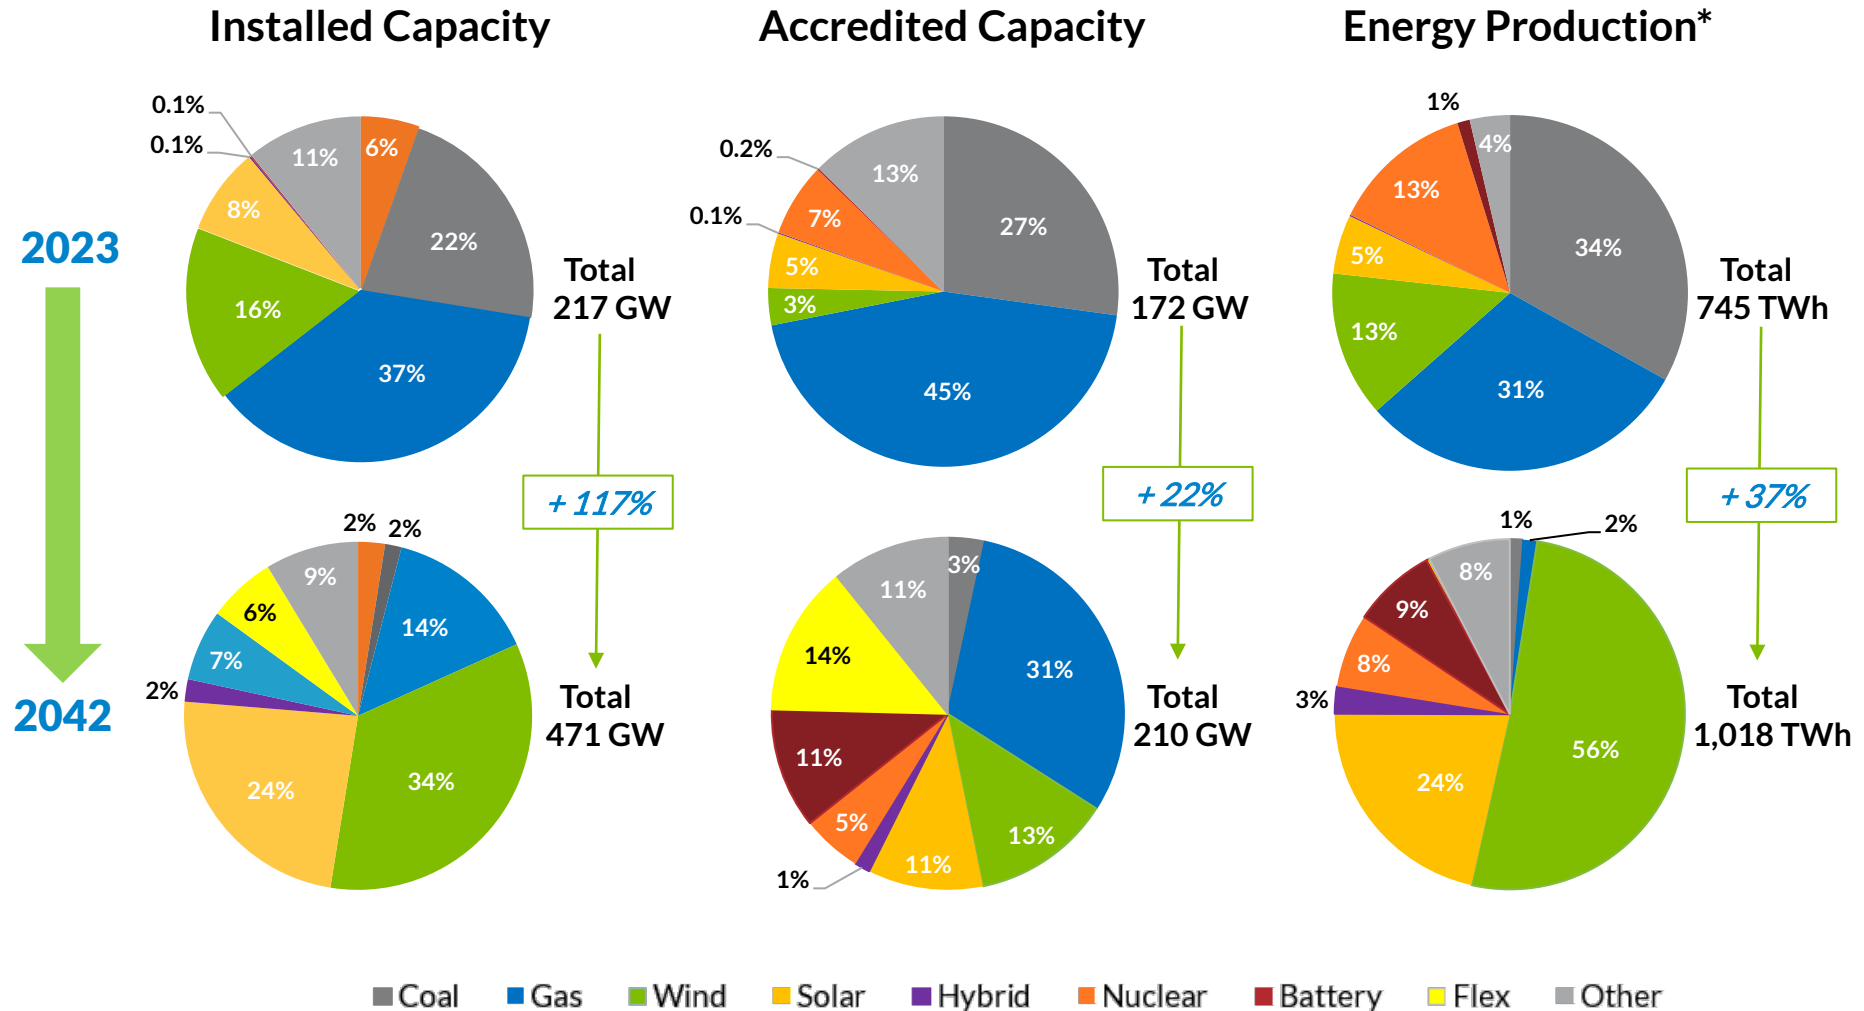 Installed Capacity
Accredited Capacity
Energy Production*
2023
0.1%
0.1%
11%
6%
8%
22%
16%
37%
Total
217 GW
0.2%
0.1%
13%
7%
27%
5%
3%
45%
Total
172 GW
1%
4%
13%
34%
5%
13%
31%
Total
745 TWh
+ 117%
+ 22%
+ 37%
2042
2%
2%
9%
6%
14%
7%
2%
24%
34%
Total
471 GW
3%
11%
14%
31%
11%
5%
13%
1%
11%
Total
210 GW
1%
2%
8%
9%
8%
3%
56%
24%
Total
1,018 TWh
Coal
Gas
Wind
Solar
Hybrid
Nuclear
Battery
Flex
Other